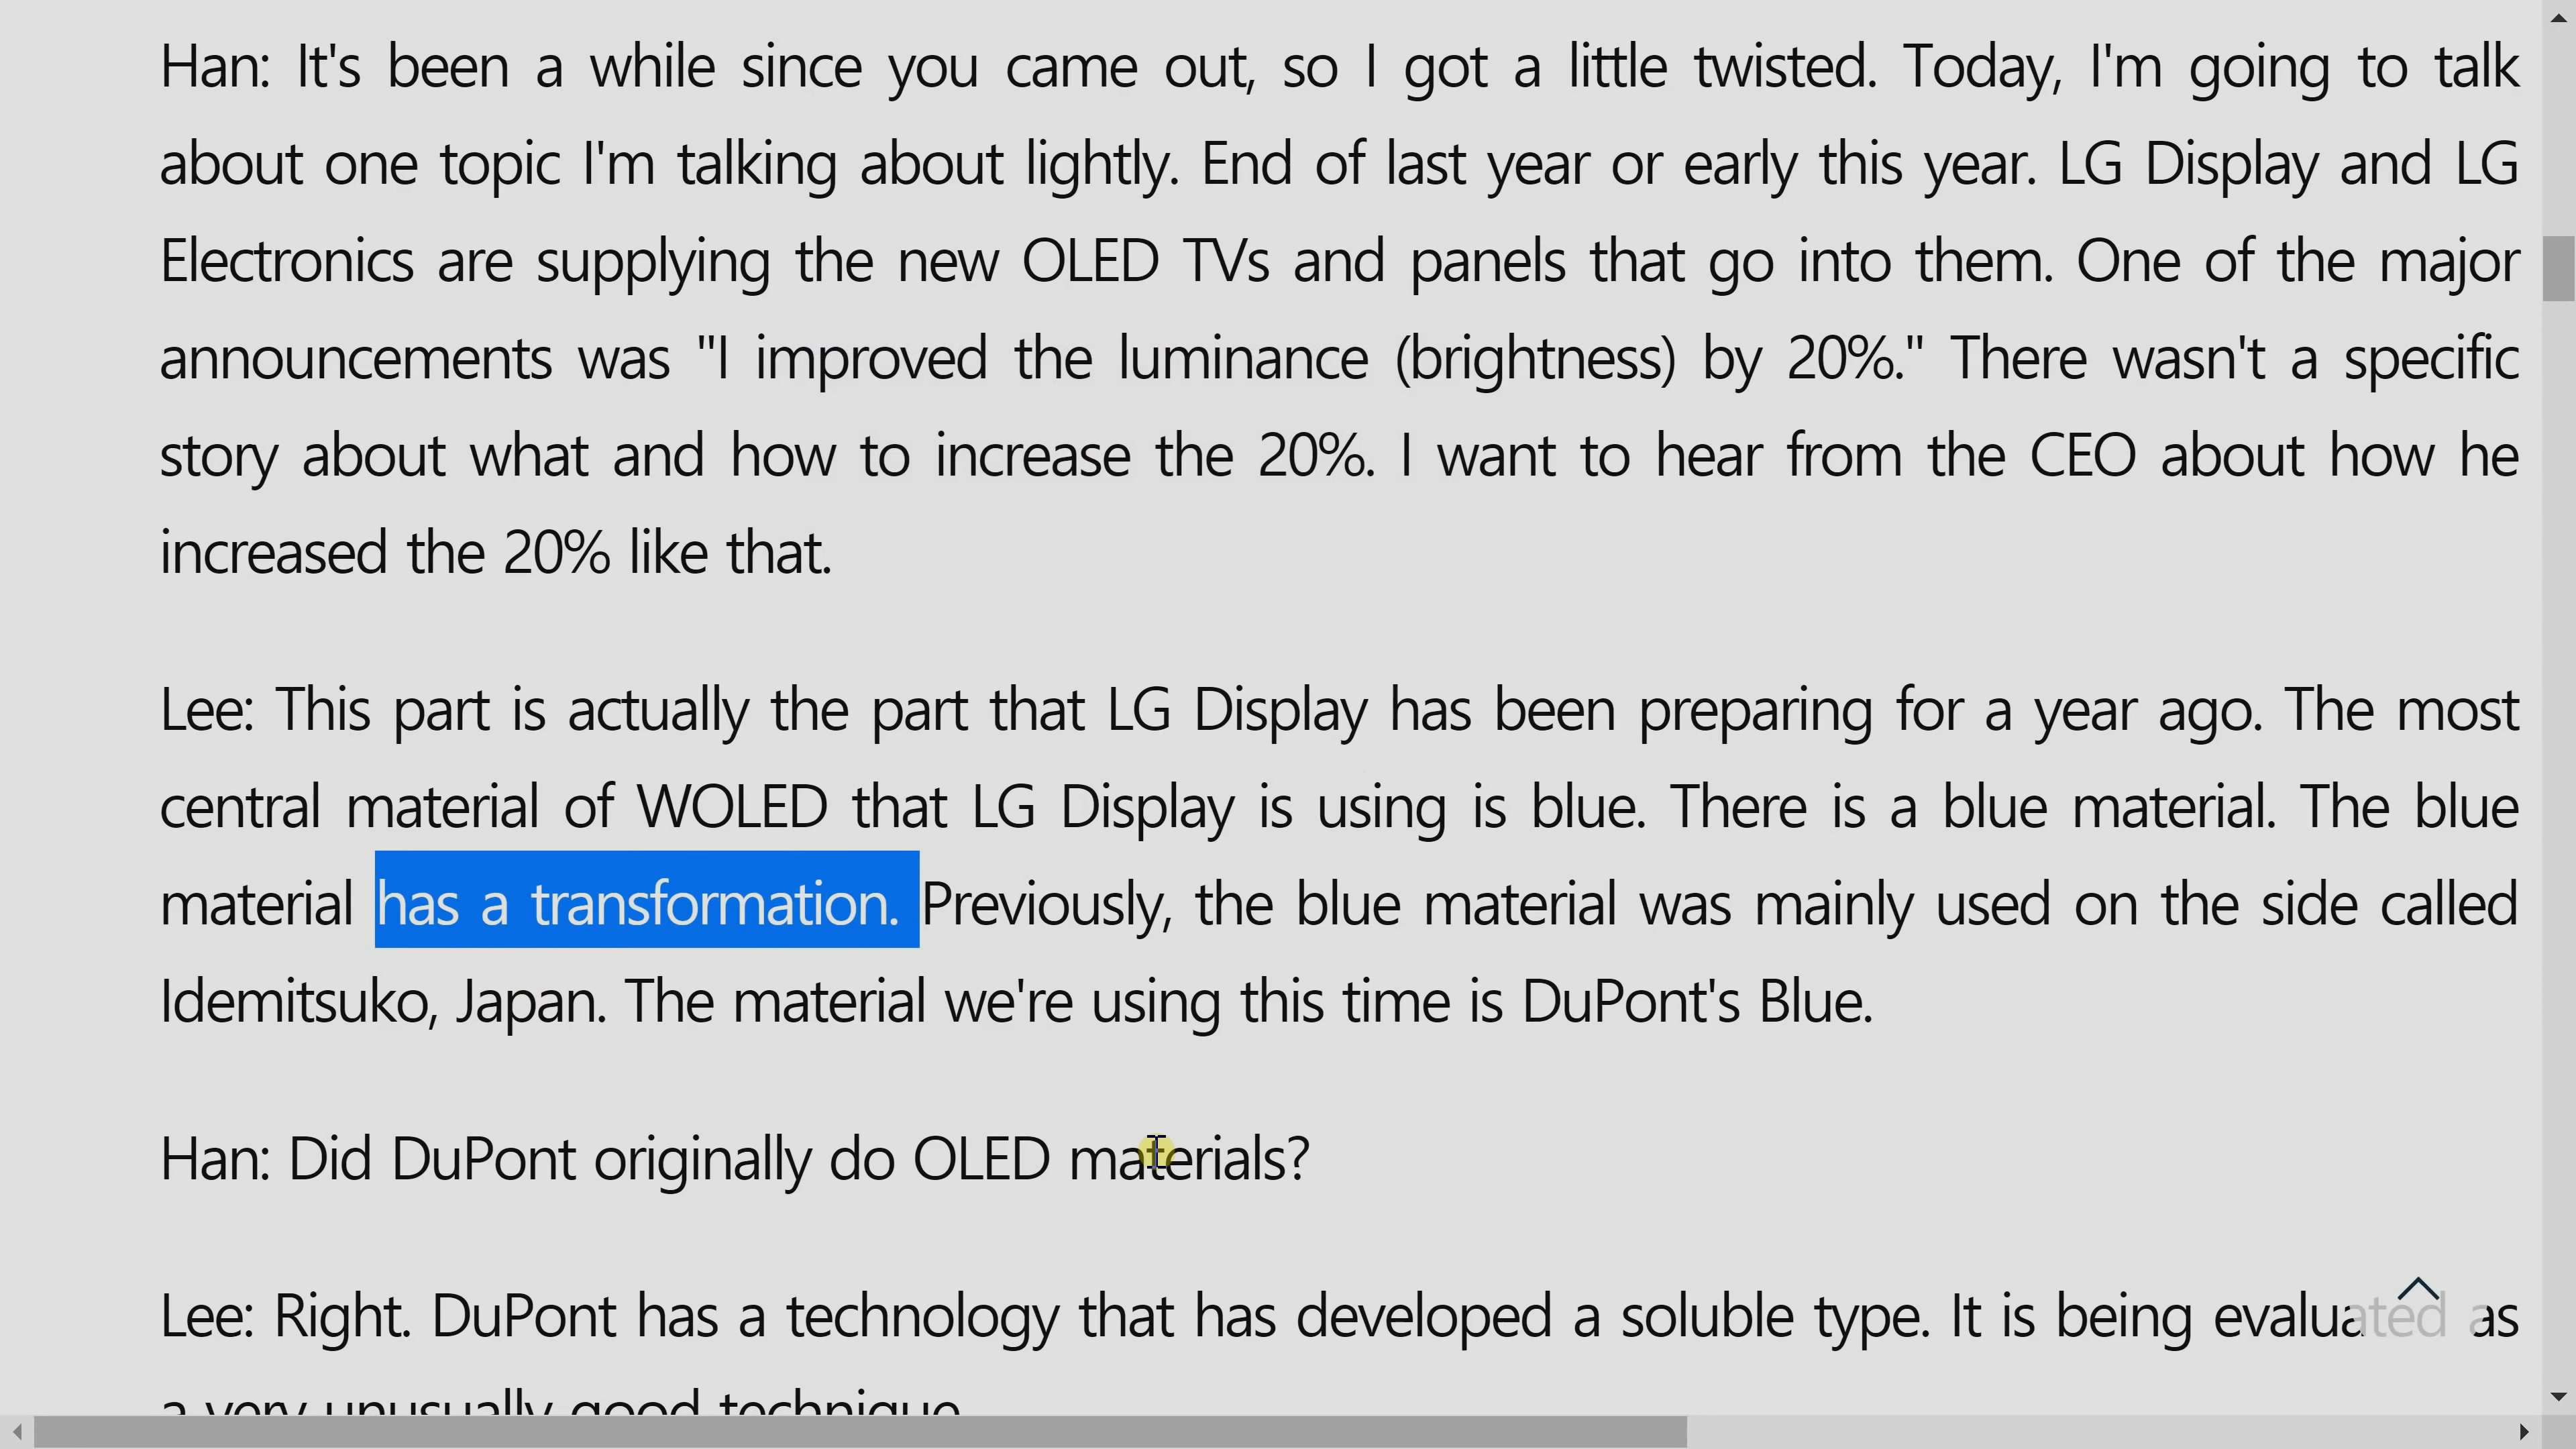 Han: It's been a while since you came out, so I got a little twisted. Today, I'm going to talk
about one topic I'm talking about lightly. End of last year or early this year. LG Display and LG
Electronics are supplying the new OLED TVs and panels that go into them. One of the major
announcements was "I improved the luminance (brightness) by 20%." There wasn't a specific
story about what and how to increase the 20%. I want to hear from the CEO about how he
increased the 20% like that.
Lee: This part is actually the part that LG Display has been preparing for a year ago. The most
central material of WOLED that LG Display is using is blue. There is a blue material. The blue
material has a transformation. Previously, the blue material was mainly used on the side called
Idemitsuko, Japan. The material we're using this time is DuPont's Blue.
Han: Did DuPont originally do OLED materials?
Lee: Right. DuPont has a technology that has developed a soluble type. It is being evaluated as
a very unusually good technique